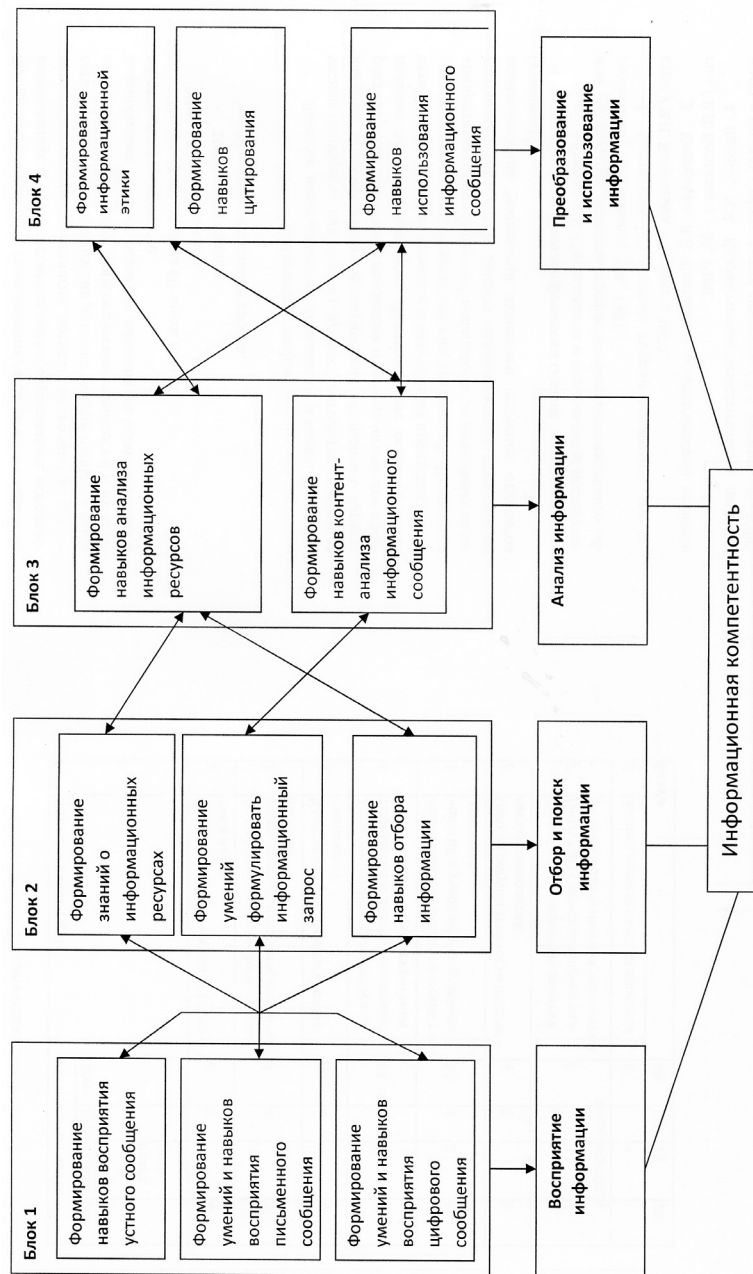 Блок 1
Формирование
навыков восприятия
устного сообщения
Формирование
умений и навыков
восприятия
письменного
сообщения
Формирование
умений и навыков
восприятия
цифрового
сообщения
Восприятие
информации
Блок 2
Формирование
знаний о
информационных
ресурсах
Формирование
умений
формулировать
информационный
запрос
Формирование
навыков отбора
информации
Отбор и поиск
информации
Блок 3
Формирование
навыков анализа
информационных
ресурсов
Формирование
навыков контент-
анализа
информационного
сообщения
Анализ информации
Блок 4
Формирование
информационной
этики
Формирование
навыков
цитирования
Формирование
навыков
использования
информационного
сообщения
Преобразование
и использование
информации
Информационная компетентность